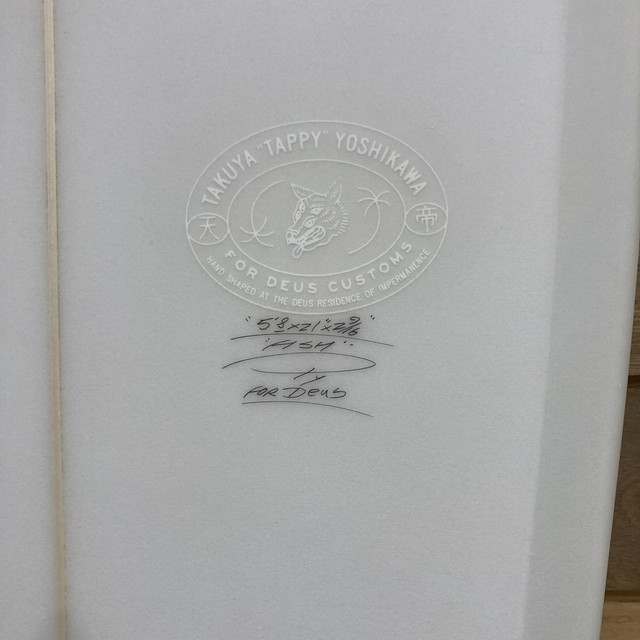 TAKUYA "TAPPY" YOSHIKAWA
天 帝
FOR DEUS CUSTOMS
HAND SHAPED AT THE DEUS RESIDENCE OF IMPERMANENCE
"FISH"
FOR DEUS